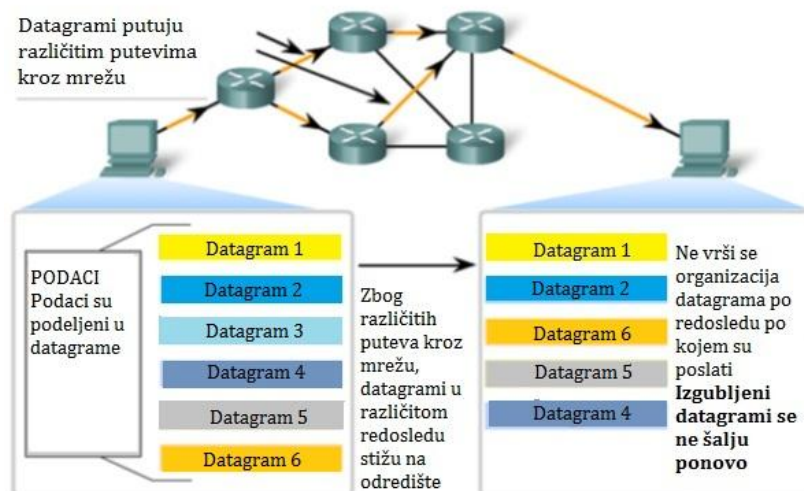 Datagrami putuju
različitim putevima
kroz mrežu
PODACI
Podaci su
podeljeni u
datagrame
Datagram 1
Datagram 2
Datagram 3
Datagram 4
Datagram 5
Datagram 6
Zbog
različitih
puteva kroz
mrežu,
datagrami u
različitom
redosledu
stižu na
odredište
Datagram 1
Datagram 2
Datagram 6
Datagram 5
Datagram 4
Ne vrši se
organizacija
datagrama po
redosledu po
kojem su
poslati
Izgubljeni
datagrami se
ne šalju
ponovo